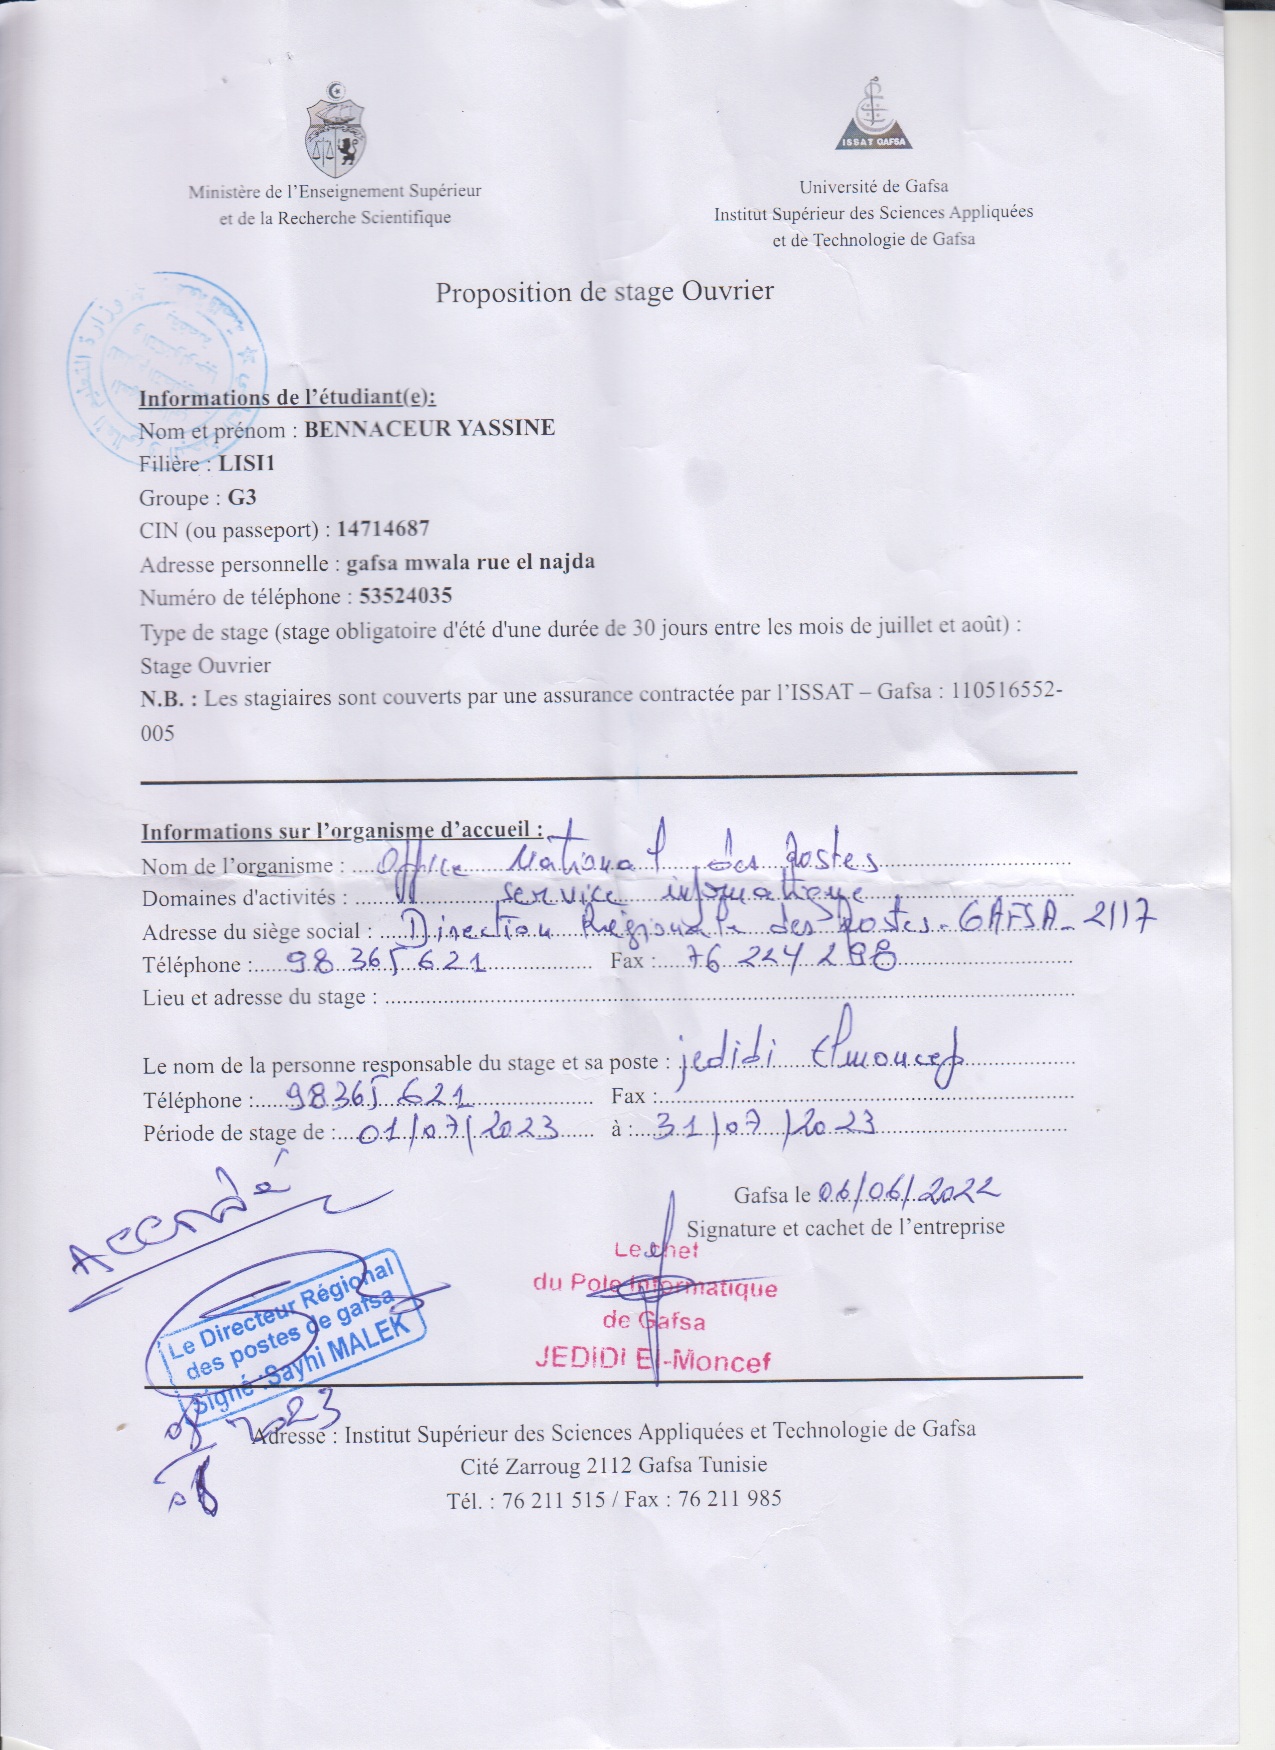 ISSAT GAFSA
Ministère de l'Enseignement Supérieur
et de la Recherche Scientifique
Université de Gafsa
Institut Supérieur des Sciences Appliquées
et de Technologie de Gafsa
Proposition de stage Ouvrier
Informations de l'étudiant(e):
Nom et prénom : BENNACEUR YASSINE
Filière : LISI1
Groupe : G3
CIN (ou passeport) : 14714687
Adresse personnelle : gafsa mwala rue el najda
Numéro de téléphone : 53524035
Type de stage (stage obligatoire d'été d'une durée de 30 jours entre les mois de juillet et août) :
Stage Ouvrier
N.B. : Les stagiaires sont couverts par une assurance contractée par l'ISSAT – Gafsa : 110516552-
005
Informations sur l'organisme d'accueil :
Nom de l'organisme : Office National des Postes
Domaines d'activités : service informatique
Adresse du siège social : Direction Régionale des Postes - GAFSA - 2117
Téléphone : 98 365 621 Fax : 76 224 288
Lieu et adresse du stage :
Le nom de la personne responsable du stage et sa poste : jedidi Elmoncef
Téléphone : 98365 621 Fax :
Période de stage de : 01/07/2023 à : 31/07/2023
Accordé
Gafsa le 06/06/2022
Signature et cachet de l'entreprise
Le chef
du Pole Informatique
de Gafsa
JEDIDI El-Moncef
Le Directeur Régional
des postes de gafsa
Signé :Sayhi MALEK
2023
Adresse : Institut Supérieur des Sciences Appliquées et Technologie de Gafsa
Cité Zarroug 2112 Gafsa Tunisie
Tél. : 76 211 515 / Fax : 76 211 985